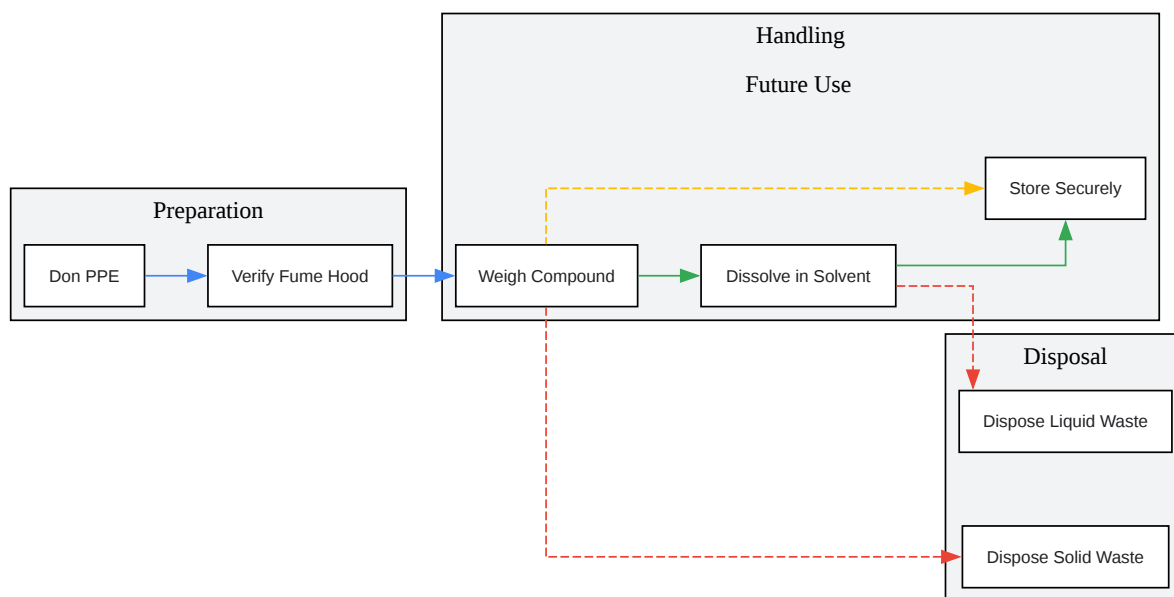 Handling
Future Use
Store Securely
Preparation
Don PPE
Verify Fume Hood
Weigh Compound
Dissolve in Solvent
Disposal
Dispose Liquid Waste
Dispose Solid Waste